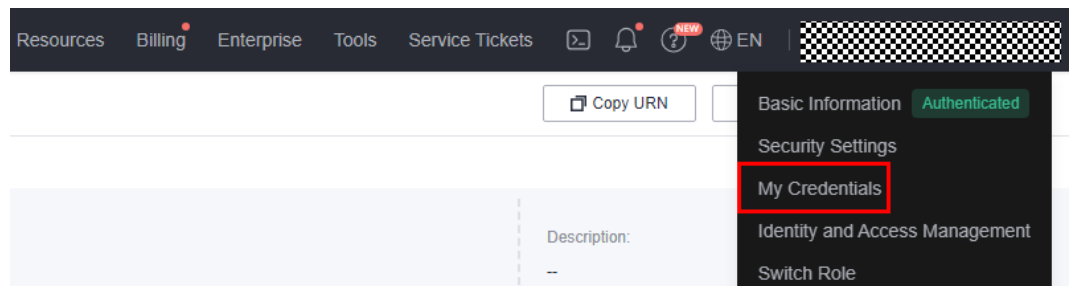 Resources Billing Enterprise Tools Service Tickets NEW EN
Copy URN
Basic Information Authenticated
Security Settings
My Credentials
Description:
Identity and Access Management
--
Switch Role